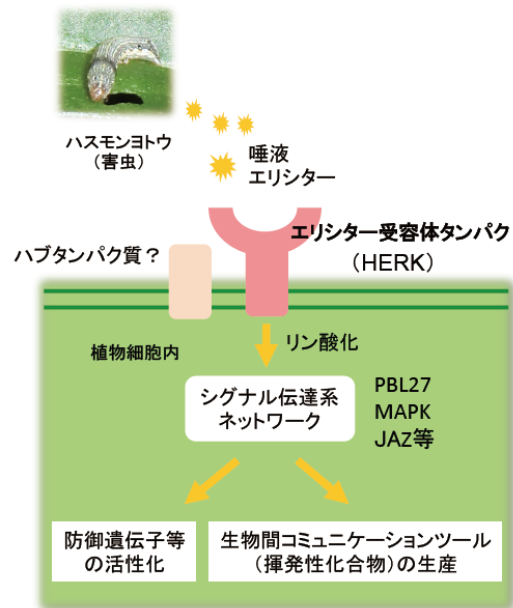 ハスモンヨトウ
(害虫)
唾液
エリシター
エリシター受容体タンパク
(HERK)
ハブタンパク質?
植物細胞内
リン酸化
シグナル伝達系
ネットワーク
PBL27
MAPK
JAZ等
防御遺伝子等
の活性化
生物間コミュニケーションツール
(揮発性化合物)の生産